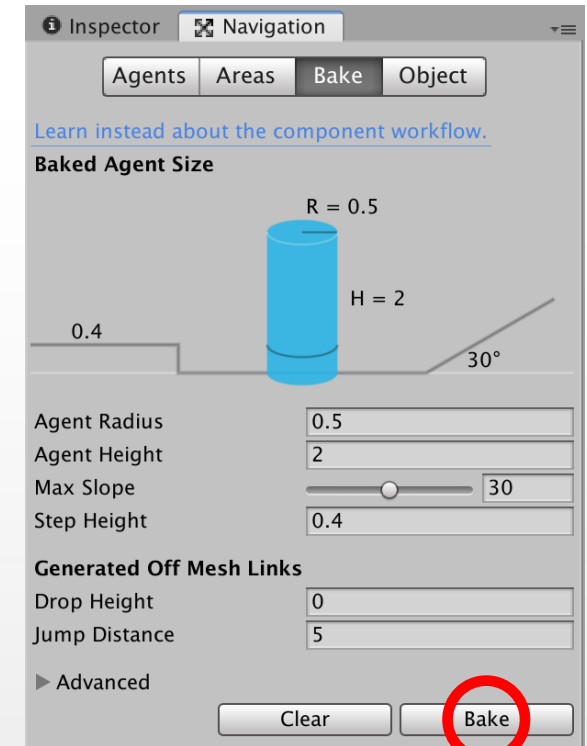 Inspector Navigation
Agents Areas Bake Object
Learn instead about the component workflow.
Baked Agent Size
R = 0.5
H = 2
0.4
30°
Agent Radius 0.5
Agent Height 2
Max Slope 30
Step Height 0.4
Generated Off Mesh Links
Drop Height 0
Jump Distance 5
Advanced
Clear Bake